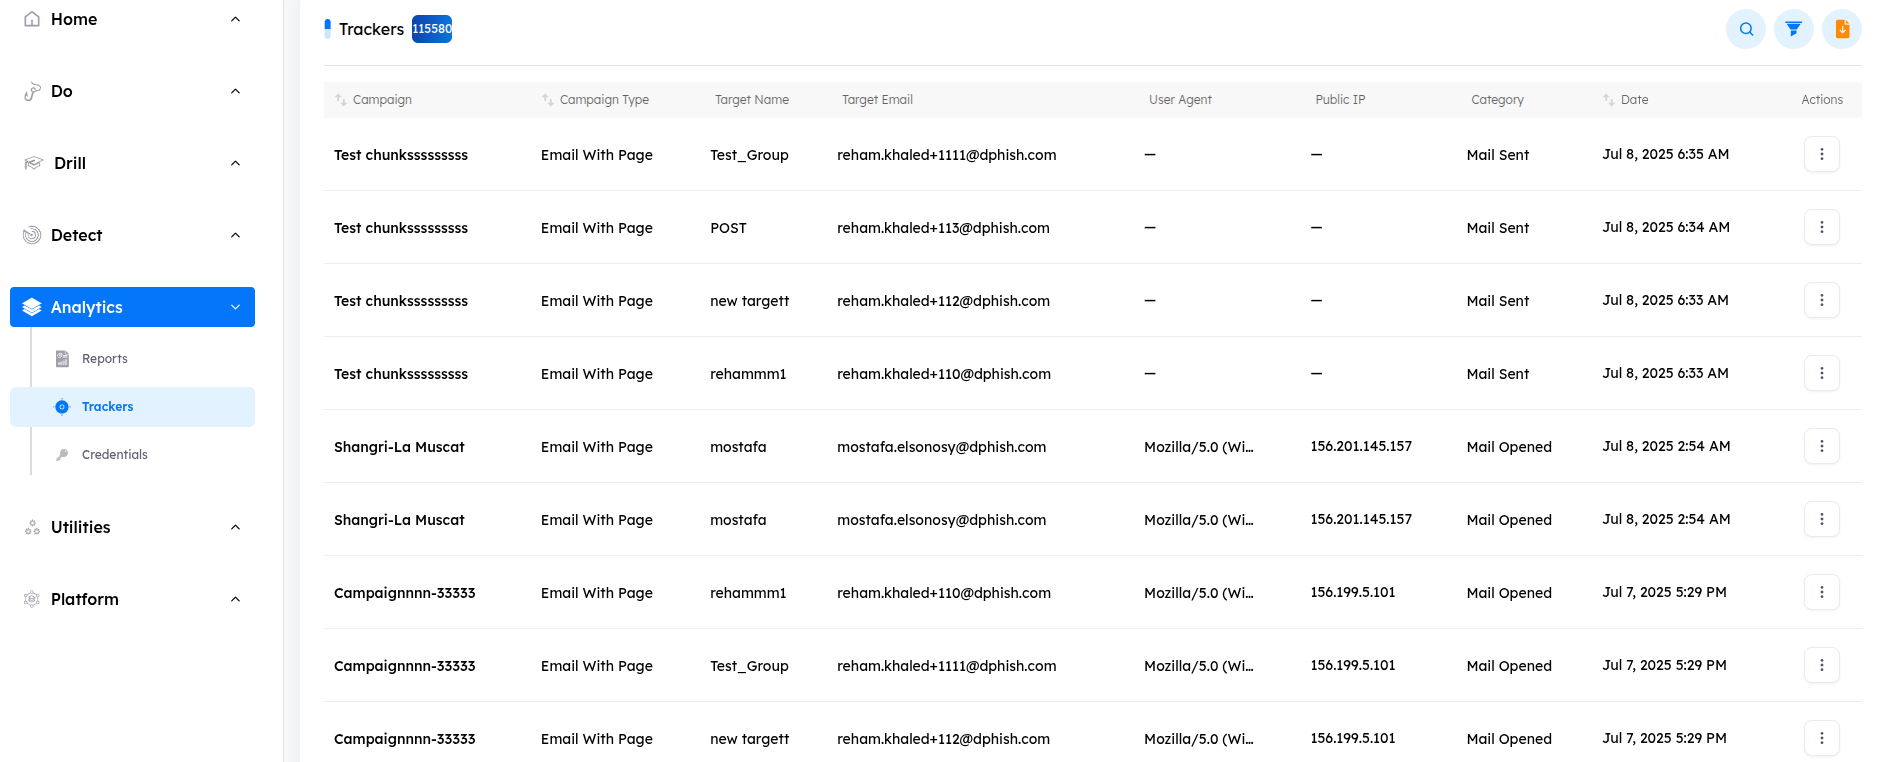 Home
Do
Drill
Detect
Analytics
Reports
Trackers
Credentials
Utilities
Platform
Trackers 115580
Campaign Campaign Type Target Name Target Email User Agent Public IP Category Date Actions
Test chunksssssssss Email With Page Test_Group reham.khaled+1111@dphish.com — — Mail Sent Jul 8, 2025 6:35 AM
Test chunksssssssss Email With Page POST reham.khaled+113@dphish.com — — Mail Sent Jul 8, 2025 6:34 AM
Test chunksssssssss Email With Page new targett reham.khaled+112@dphish.com — — Mail Sent Jul 8, 2025 6:33 AM
Test chunksssssssss Email With Page rehammm1 reham.khaled+110@dphish.com — — Mail Sent Jul 8, 2025 6:33 AM
Shangri-La Muscat Email With Page mostafa mostafa.elsonosy@dphish.com Mozilla/5.0 (Wi... 156.201.145.157 Mail Opened Jul 8, 2025 2:54 AM
Shangri-La Muscat Email With Page mostafa mostafa.elsonosy@dphish.com Mozilla/5.0 (Wi... 156.201.145.157 Mail Opened Jul 8, 2025 2:54 AM
Campaignnnn-33333 Email With Page rehammm1 reham.khaled+110@dphish.com Mozilla/5.0 (Wi... 156.199.5.101 Mail Opened Jul 7, 2025 5:29 PM
Campaignnnn-33333 Email With Page Test_Group reham.khaled+1111@dphish.com Mozilla/5.0 (Wi... 156.199.5.101 Mail Opened Jul 7, 2025 5:29 PM
Campaignnnn-33333 Email With Page new targett reham.khaled+112@dphish.com Mozilla/5.0 (Wi... 156.199.5.101 Mail Opened Jul 7, 2025 5:29 PM